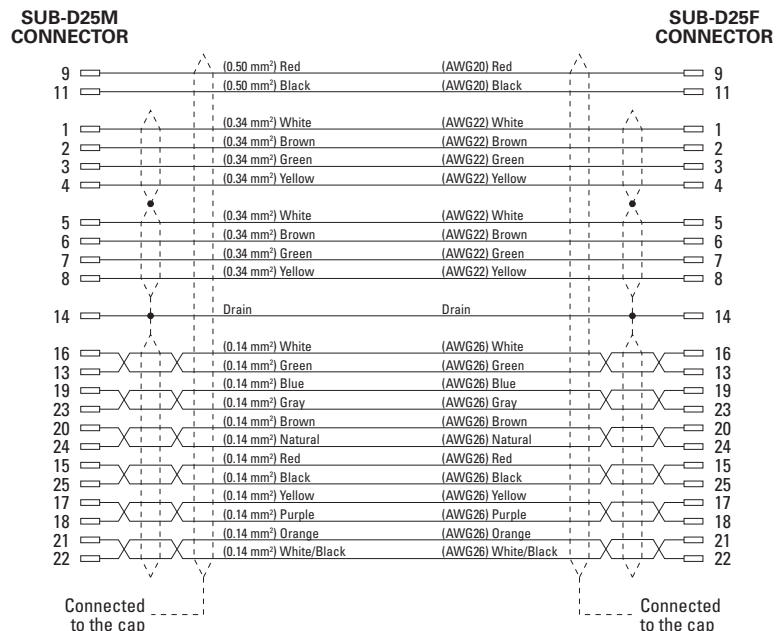 SUB-D25M SUB-D25F
CONNECTOR CONNECTOR
9 (0.50 mm²) Red (AWG20) Red 9
11 (0.50 mm²) Black (AWG20) Black 11
1 (0.34 mm²) White (AWG22) White 1
2 (0.34 mm²) Brown (AWG22) Brown 2
3 (0.34 mm²) Green (AWG22) Green 3
4 (0.34 mm²) Yellow (AWG22) Yellow 4
5 (0.34 mm²) White (AWG22) White 5
6 (0.34 mm²) Brown (AWG22) Brown 6
7 (0.34 mm²) Green (AWG22) Green 7
8 (0.34 mm²) Yellow (AWG22) Yellow 8
14 Drain Drain 14
16 (0.14 mm²) White (AWG26) White 16
13 (0.14 mm²) Green (AWG26) Green 13
19 (0.14 mm²) Blue (AWG26) Blue 19
23 (0.14 mm²) Gray (AWG26) Gray 23
20 (0.14 mm²) Brown (AWG26) Brown 20
24 (0.14 mm²) Natural (AWG26) Natural 24
15 (0.14 mm²) Red (AWG26) Red 15
25 (0.14 mm²) Black (AWG26) Black 25
17 (0.14 mm²) Yellow (AWG26) Yellow 17
18 (0.14 mm²) Purple (AWG26) Purple 18
21 (0.14 mm²) Orange (AWG26) Orange 21
22 (0.14 mm²) White/Black (AWG26) White/Black 22
Connected Connected
to the cap to the cap